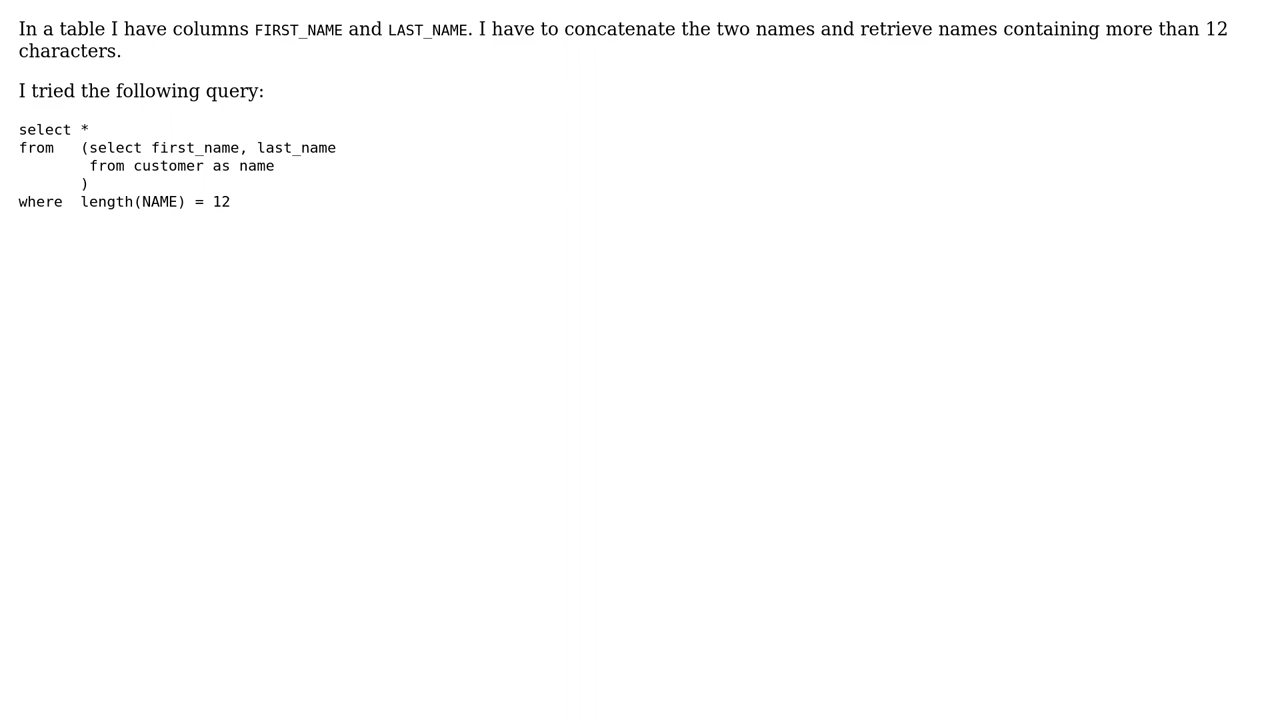 In a table I have columns FIRST_NAME and LAST_NAME. I have to concatenate the two names and retrieve names containing more than 12
characters.
I tried the following query:
select *
from   (select first_name, last_name
        from customer as name
       )
where  length(NAME) = 12